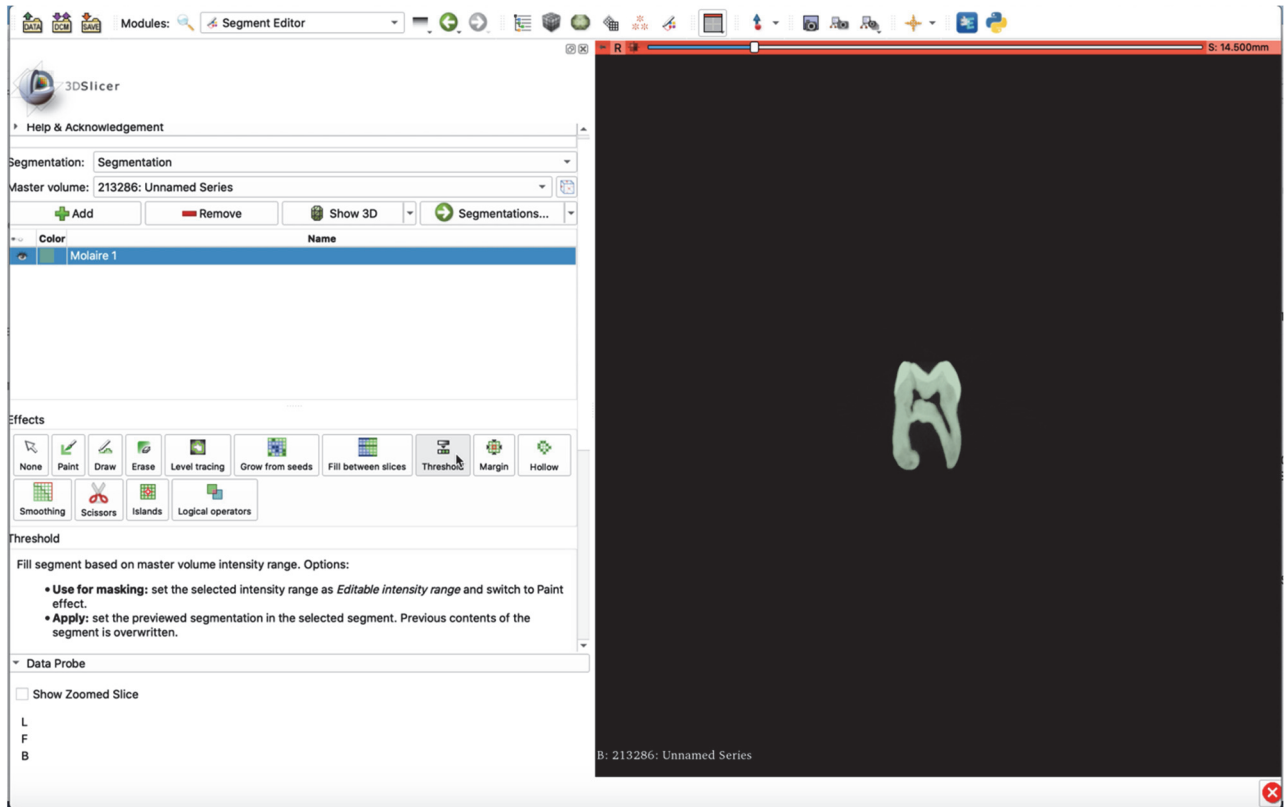 DATA DCM SAVE Modules: Segment Editor
R S: 14.500mm
3DSlicer
Help & Acknowledgement
Segmentation: Segmentation
Master volume: 213286: Unnamed Series
Add Remove Show 3D Segmentations...
Color Name
Molaire 1
Effects
None Paint Draw Erase Level tracing Grow from seeds Fill between slices Threshold Margin Hollow
Smoothing Scissors Islands Logical operators
Threshold
Fill segment based on master volume intensity range. Options:
• Use for masking: set the selected intensity range as Editable intensity range and switch to Paint
effect.
• Apply: set the previewed segmentation in the selected segment. Previous contents of the
segment is overwritten.
Data Probe
Show Zoomed Slice
L
F
B
B: 213286: Unnamed Series